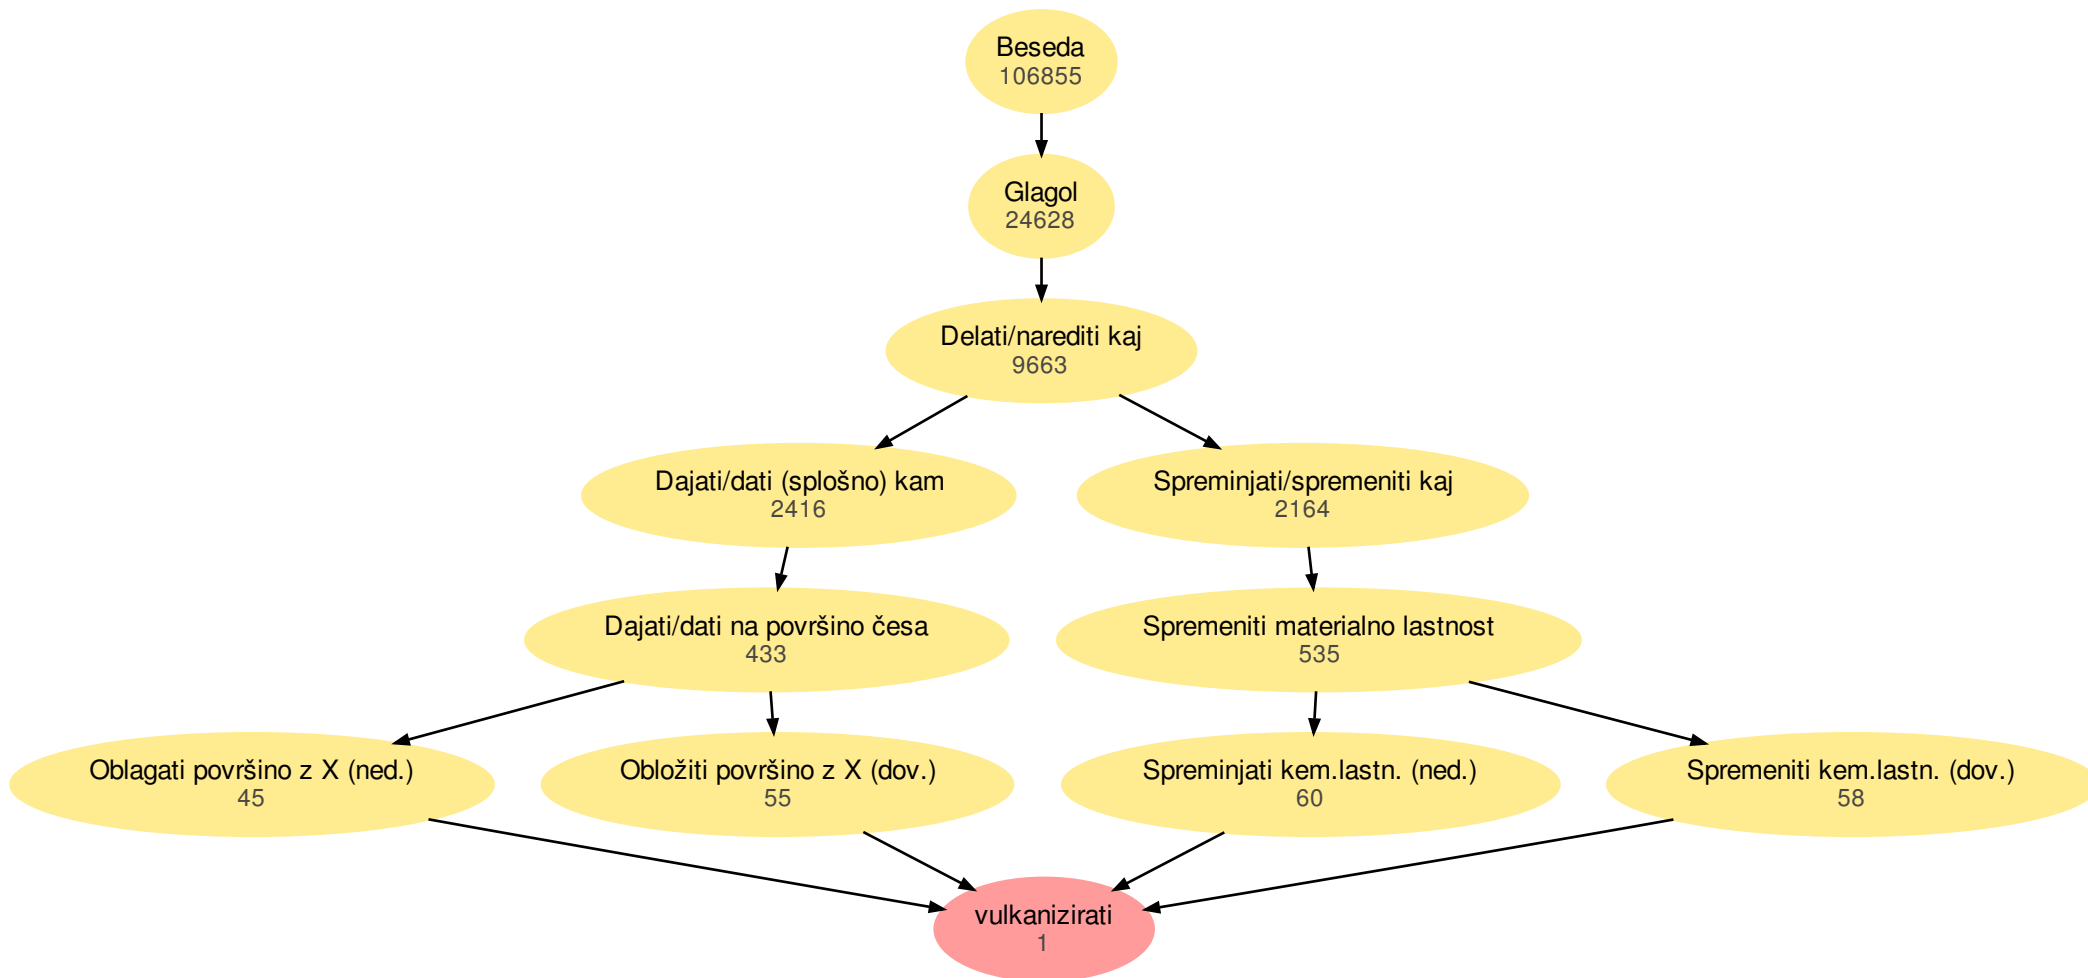 Beseda
106855
Glagol
24628
Delati/narediti kaj
9663
Dajati/dati (splošno) kam
2416
Spreminjati/spremeniti kaj
2164
Dajati/dati na površino česa
433
Spremeniti materialno lastnost
535
Oblagati površino z X (ned.)
45
Obložiti površino z X (dov.)
55
Spreminjati kem.lastn. (ned.)
60
Spremeniti kem.lastn. (dov.)
58
vulkanizirati
1